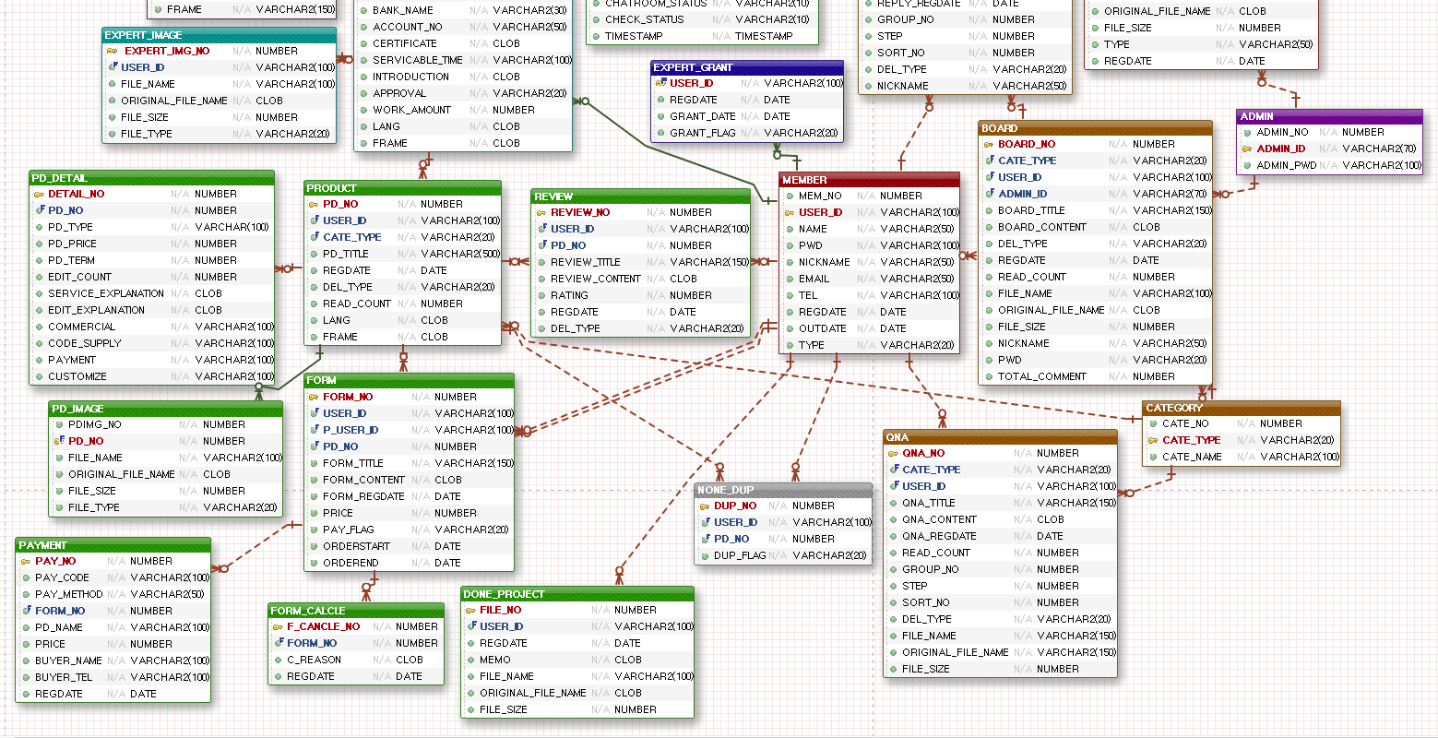 FRAME N/A VARCHAR2(150)
EXPERT_IMAGE
EXPERT_IMG_NO N/A NUMBER
USER_ID N/A VARCHAR2(100)
FILE_NAME N/A VARCHAR2(100)
ORIGINAL_FILE_NAME N/A CLOB
FILE_SIZE N/A NUMBER
FILE_TYPE N/A VARCHAR2(20)
BANK_NAME N/A VARCHAR2(30)
ACCOUNT_NO N/A VARCHAR2(50)
CERTIFICATE N/A CLOB
SERVICABLE_TIME N/A VARCHAR2(100)
INTRODUCTION N/A CLOB
APPROVAL N/A VARCHAR2(20)
WORK_AMOUNT N/A NUMBER
LANG N/A CLOB
FRAME N/A CLOB
CHATROOM_STATUS N/A VARCHAR2(10)
CHECK_STATUS N/A VARCHAR2(10)
TIMESTAMP N/A TIMESTAMP
EXPERT_GRANT
USER_ID N/A VARCHAR2(100)
REGDATE N/A DATE
GRANT_DATE N/A DATE
GRANT_FLAG N/A VARCHAR2(20)
REPLY_REGDATE N/A DATE
GROUP_NO N/A NUMBER
STEP N/A NUMBER
SORT_NO N/A NUMBER
DEL_TYPE N/A VARCHAR2(20)
NICKNAME N/A VARCHAR2(50)
ORIGINAL_FILE_NAME N/A CLOB
FILE_SIZE N/A NUMBER
TYPE N/A VARCHAR2(50)
REGDATE N/A DATE
ADMIN
ADMIN_NO N/A NUMBER
ADMIN_ID N/A VARCHAR2(70)
ADMIN_PWD N/A VARCHAR2(100)
PD_DETAIL
DETAIL_NO N/A NUMBER
PD_NO N/A NUMBER
PD_TYPE N/A VARCHAR(100)
PD_PRICE N/A NUMBER
PD_TERM N/A NUMBER
EDIT_COUNT N/A NUMBER
SERVICE_EXPLANATION N/A CLOB
EDIT_EXPLANATION N/A CLOB
COMMERCIAL N/A VARCHAR2(100)
CODE_SUPPLY N/A VARCHAR2(100)
PAYMENT N/A VARCHAR2(100)
CUSTOMIZE N/A VARCHAR2(100)
PRODUCT
PD_NO N/A NUMBER
USER_ID N/A VARCHAR2(100)
CATE_TYPE N/A VARCHAR2(20)
PD_TITLE N/A VARCHAR2(500)
REGDATE N/A DATE
DEL_TYPE N/A VARCHAR2(20)
READ_COUNT N/A NUMBER
LANG N/A CLOB
FRAME N/A CLOB
REVIEW
REVIEW_NO N/A NUMBER
USER_ID N/A VARCHAR2(100)
PD_NO N/A NUMBER
REVIEW_TITLE N/A VARCHAR2(150)
REVIEW_CONTENT N/A CLOB
RATING N/A NUMBER
REGDATE N/A DATE
DEL_TYPE N/A VARCHAR2(20)
MEMBER
MEM_NO N/A NUMBER
USER_ID N/A VARCHAR2(100)
NAME N/A VARCHAR2(50)
PWD N/A VARCHAR2(100)
NICKNAME N/A VARCHAR2(50)
EMAIL N/A VARCHAR2(50)
TEL N/A VARCHAR2(100)
REGDATE N/A DATE
OUTDATE N/A DATE
TYPE N/A VARCHAR2(20)
BOARD
BOARD_NO N/A NUMBER
CATE_TYPE N/A VARCHAR2(20)
USER_ID N/A VARCHAR2(100)
ADMIN_ID N/A VARCHAR2(70)
BOARD_TITLE N/A VARCHAR2(150)
BOARD_CONTENT N/A CLOB
DEL_TYPE N/A VARCHAR2(20)
REGDATE N/A DATE
READ_COUNT N/A NUMBER
FILE_NAME N/A VARCHAR2(100)
ORIGINAL_FILE_NAME N/A CLOB
FILE_SIZE N/A NUMBER
NICKNAME N/A VARCHAR2(50)
PWD N/A VARCHAR2(20)
TOTAL_COMMENT N/A NUMBER
PD_IMAGE
PDIMG_NO N/A NUMBER
PD_NO N/A NUMBER
FILE_NAME N/A VARCHAR2(100)
ORIGINAL_FILE_NAME N/A CLOB
FILE_SIZE N/A NUMBER
FILE_TYPE N/A VARCHAR2(20)
FORM
FORM_NO N/A NUMBER
USER_ID N/A VARCHAR2(100)
P_USER_ID N/A VARCHAR2(100)
PD_NO N/A NUMBER
FORM_TITLE N/A VARCHAR2(150)
FORM_CONTENT N/A CLOB
FORM_REGDATE N/A DATE
PRICE N/A NUMBER
PAY_FLAG N/A VARCHAR2(20)
ORDERSTART N/A DATE
ORDEREND N/A DATE
CATEGORY
CATE_NO N/A NUMBER
CATE_TYPE N/A VARCHAR2(20)
CATE_NAME N/A VARCHAR2(100)
QNA
QNA_NO N/A NUMBER
CATE_TYPE N/A VARCHAR2(20)
USER_ID N/A VARCHAR2(100)
QNA_TITLE N/A VARCHAR2(150)
QNA_CONTENT N/A CLOB
QNA_REGDATE N/A DATE
READ_COUNT N/A NUMBER
GROUP_NO N/A NUMBER
STEP N/A NUMBER
SORT_NO N/A NUMBER
DEL_TYPE N/A VARCHAR2(20)
FILE_NAME N/A VARCHAR2(150)
ORIGINAL_FILE_NAME N/A VARCHAR2(150)
FILE_SIZE N/A NUMBER
NONE_DUP
DUP_NO N/A NUMBER
USER_ID N/A VARCHAR2(100)
PD_NO N/A NUMBER
DUP_FLAG N/A VARCHAR2(20)
PAYMENT
PAY_NO N/A NUMBER
PAY_CODE N/A VARCHAR2(100)
PAY_METHOD N/A VARCHAR2(50)
FORM_NO N/A NUMBER
PD_NAME N/A VARCHAR2(100)
PRICE N/A NUMBER
BUYER_NAME N/A VARCHAR2(100)
BUYER_TEL N/A VARCHAR2(100)
REGDATE N/A DATE
FORM_CALCLE
F_CANCLE_NO N/A NUMBER
FORM_NO N/A NUMBER
C_REASON N/A CLOB
REGDATE N/A DATE
DONE_PROJECT
FILE_NO N/A NUMBER
USER_ID N/A VARCHAR2(100)
REGDATE N/A DATE
MEMO N/A CLOB
FILE_NAME N/A VARCHAR2(100)
ORIGINAL_FILE_NAME N/A CLOB
FILE_SIZE N/A NUMBER